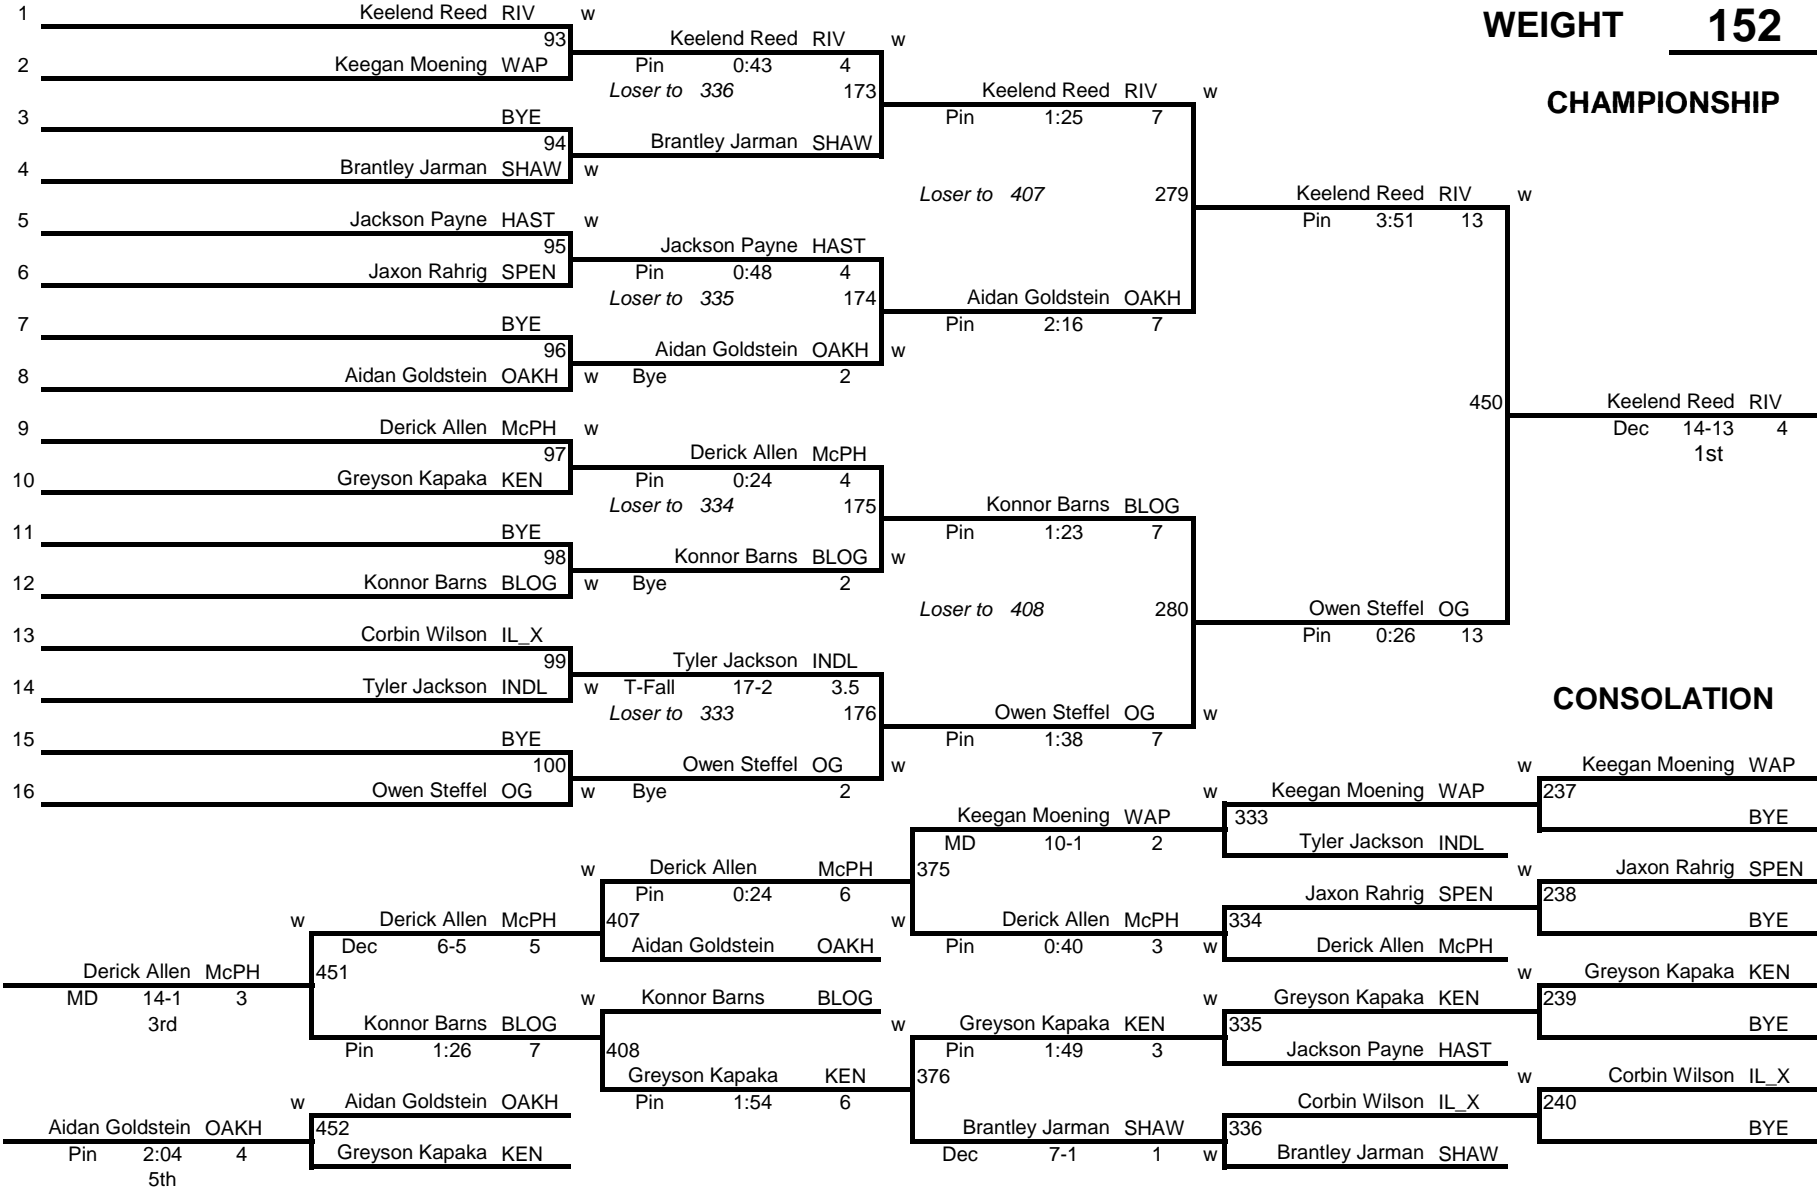 WEIGHT 152
CHAMPIONSHIP
1 Keelend Reed RIV w
93
2 Keegan Moening WAP
Keelend Reed RIV w
Pin 0:43 4
Loser to 336 173
3 BYE
94
4 Brantley Jarman SHAW w
Brantley Jarman SHAW
Keelend Reed RIV w
Pin 1:25 7
Loser to 407 279
5 Jackson Payne HAST w
95
6 Jaxon Rahrig SPEN
Jackson Payne HAST
Pin 0:48 4
Loser to 335 174
7 BYE
96
8 Aidan Goldstein OAKH w
Aidan Goldstein OAKH w
Bye 2
Aidan Goldstein OAKH
Pin 2:16 7
Keelend Reed RIV w
Pin 3:51 13
450
Keelend Reed RIV
Dec 14-13 4
1st
9 Derick Allen McPH w
97
10 Greyson Kapaka KEN
Derick Allen McPH
Pin 0:24 4
Loser to 334 175
11 BYE
98
12 Konnor Barns BLOG w
Konnor Barns BLOG w
Bye 2
Konnor Barns BLOG
Pin 1:23 7
Loser to 408 280
13 Corbin Wilson IL_X
99
14 Tyler Jackson INDL w
Tyler Jackson INDL
T-Fall 17-2 3.5
Loser to 333 176
15 BYE
100
16 Owen Steffel OG w
Owen Steffel OG w
Bye 2
Owen Steffel OG w
Pin 1:38 7
Owen Steffel OG
Pin 0:26 13
CONSOLATION
w Keegan Moening WAP
237
BYE
w Keegan Moening WAP
333
Tyler Jackson INDL
Keegan Moening WAP
MD 10-1 2
w Jaxon Rahrig SPEN
238
BYE
Jaxon Rahrig SPEN
334
w Derick Allen McPH
375
w Derick Allen McPH
Pin 0:40 3
w Derick Allen McPH
Pin 0:24 6
407
Aidan Goldstein OAKH
w Derick Allen McPH
Dec 6-5 5
451
Derick Allen McPH
MD 14-1 3
3rd
w Greyson Kapaka KEN
239
BYE
w Greyson Kapaka KEN
335
Jackson Payne HAST
w Greyson Kapaka KEN
Pin 1:49 3
376
w Corbin Wilson IL_X
240
BYE
Corbin Wilson IL_X
336
w Brantley Jarman SHAW
Brantley Jarman SHAW
Dec 7-1 1
w Konnor Barns BLOG
408
Greyson Kapaka KEN
Pin 1:54 6
Konnor Barns BLOG
Pin 1:26 7
w Aidan Goldstein OAKH
452
Greyson Kapaka KEN
Aidan Goldstein OAKH
Pin 2:04 4
5th